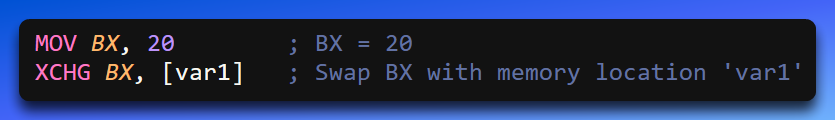 MOV BX, 20        ; BX = 20
XCHG BX, [var1]   ; Swap BX with memory location 'var1'